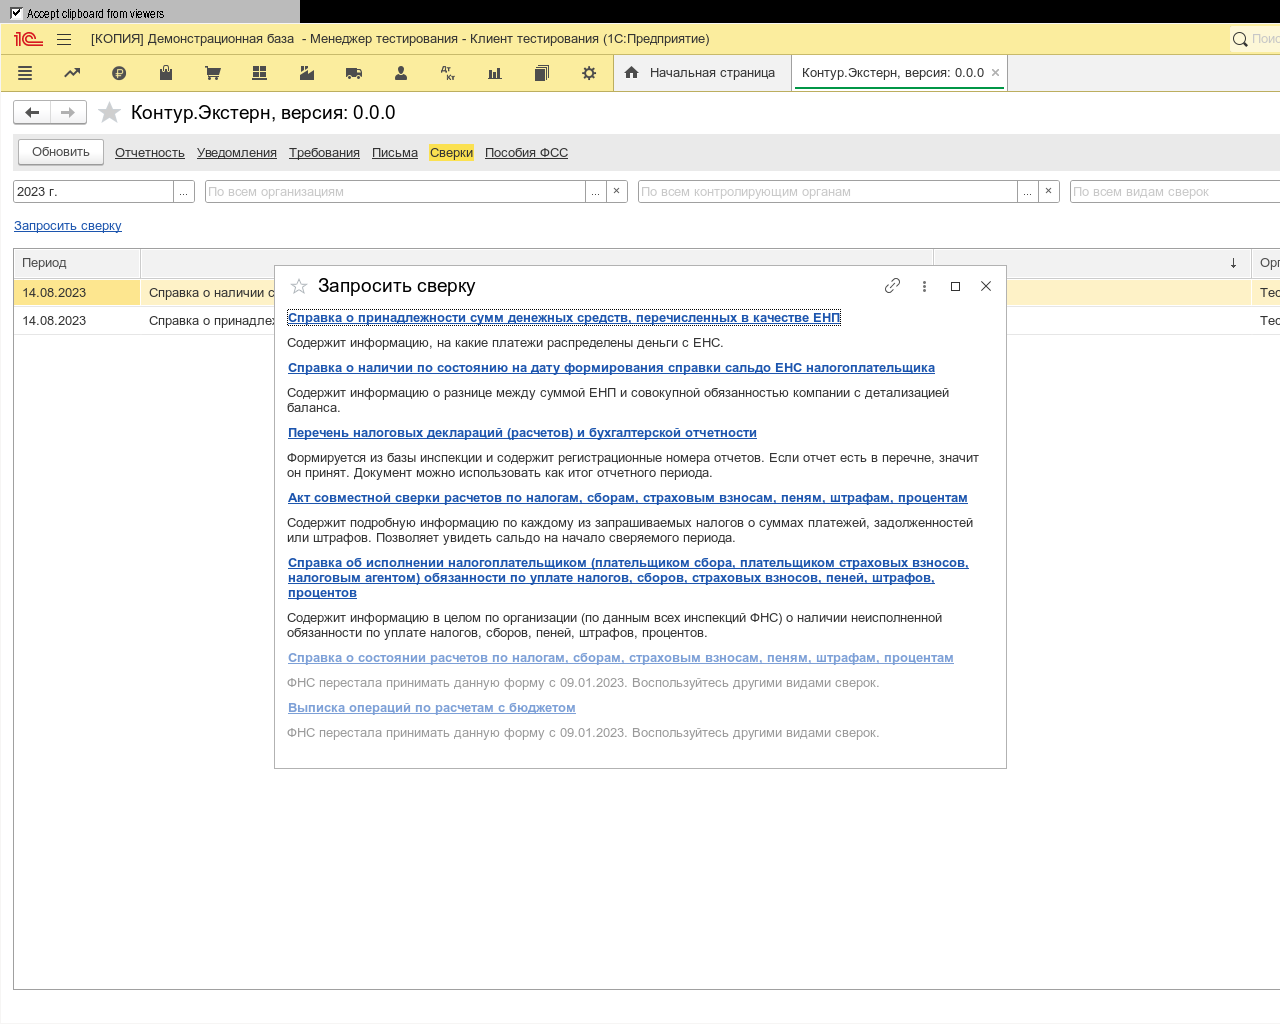 Accept clipboard from viewers
[КОПИЯ] Демонстрационная база - Менеджер тестирования - Клиент тестирования (1С:Предприятие)
Начальная страница
Контур.Экстерн, версия: 0.0.0
Контур.Экстерн, версия: 0.0.0
Обновить Отчетность Уведомления Требования Письма Сверки Пособия ФСС
2023 г. ... По всем организациям ... × По всем контролирующим органам ... × По всем видам сверок
Запросить сверку
Период
14.08.2023 Справка о наличии
14.08.2023
Запросить сверку
Справка о принадлежности сумм денежных средств, перечисленных в качестве ЕНП
Содержит информацию, на какие платежи распределены деньги с ЕНС.
Справка о наличии по состоянию на дату формирования справки сальдо ЕНС налогоплательщика
Содержит информацию о разнице между суммой ЕНП и совокупной обязанностью компании с детализацией
баланса.
Перечень налоговых деклараций (расчетов) и бухгалтерской отчетности
Формируется из базы инспекции и содержит регистрационные номера отчетов. Если отчет есть в перечне, значит
он принят. Документ можно использовать как итог отчетного периода.
Акт совместной сверки расчетов по налогам, сборам, страховым взносам, пеням, штрафам, процентам
Содержит подробную информацию по каждому из запрашиваемых налогов о суммах платежей, задолженностей
или штрафов. Позволяет увидеть сальдо на начало сверяемого периода.
Справка об исполнении налогоплательщиком (плательщиком сбора, плательщиком страховых взносов,
налоговым агентом) обязанности по уплате налогов, сборов, страховых взносов, пеней, штрафов,
процентов
Содержит информацию в целом по организации (по данным всех инспекций ФНС) о наличии неисполненной
обязанности по уплате налогов, сборов, пеней, штрафов, процентов.
Справка о состоянии расчетов по налогам, сборам, страховым взносам, пеням, штрафам, процентам
ФНС перестала принимать данную форму с 09.01.2023. Воспользуйтесь другими видами сверок.
Выписка операций по расчетам с бюджетом
ФНС перестала принимать данную форму с 09.01.2023. Воспользуйтесь другими видами сверок.